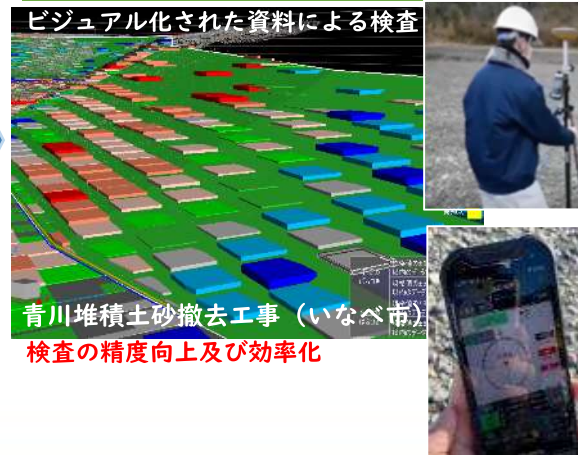 ビジュアル化された資料による検査
青川堆積土砂撤去工事（いなべ市）
検査の精度向上及び効率化